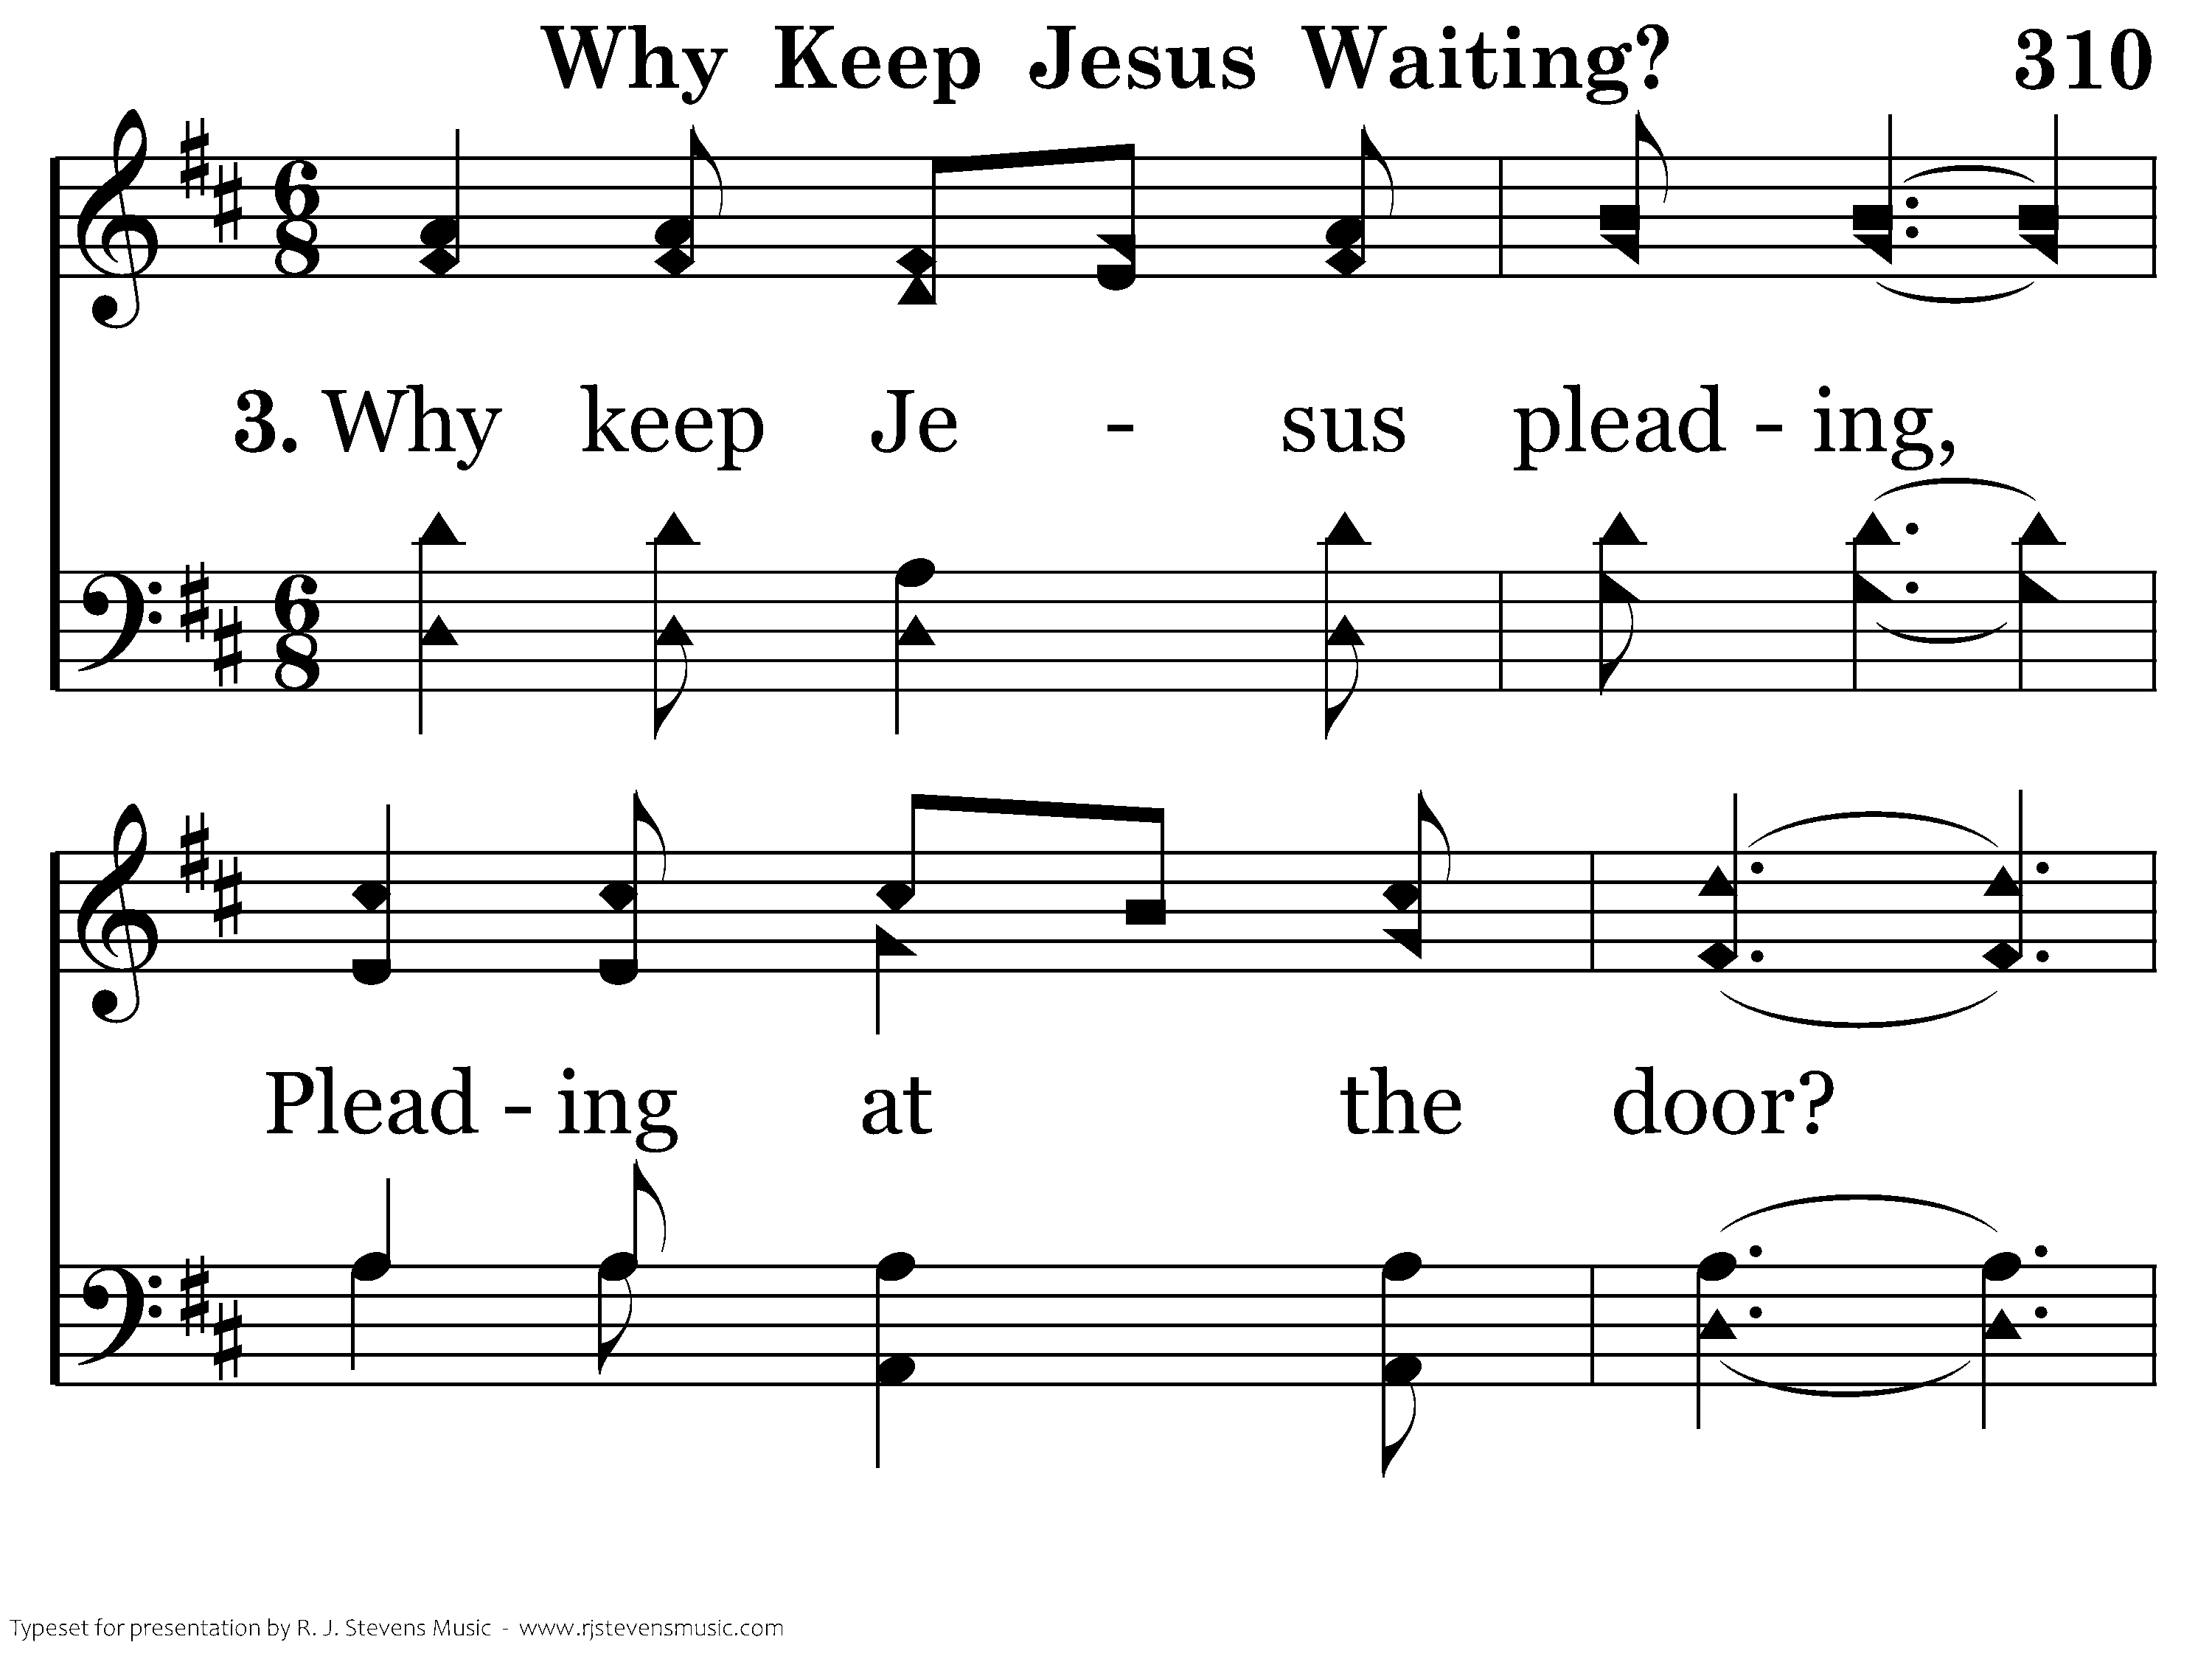 Why Keep Jesus Waiting? 310
3. Why keep Je - sus plead - ing,
Plead - ing at the door?
Typeset for presentation by R. J. Stevens Music - www.rjstevensmusic.com